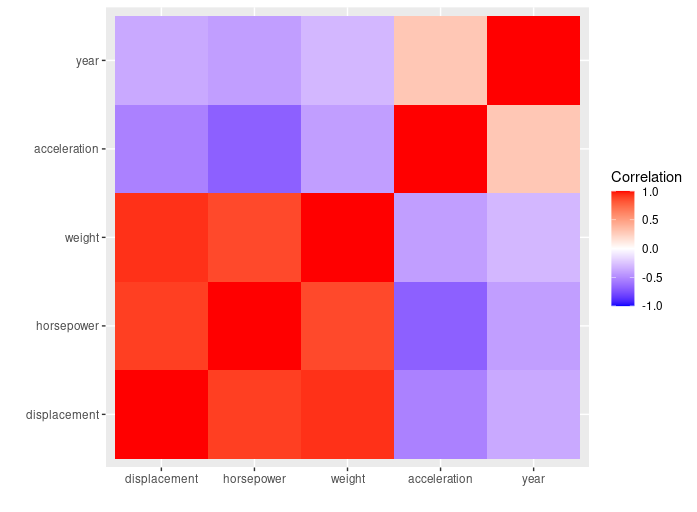 year
acceleration
weight
horsepower
displacement
displacement horsepower weight acceleration year
Correlation
1.0
0.5
0.0
-0.5
-1.0